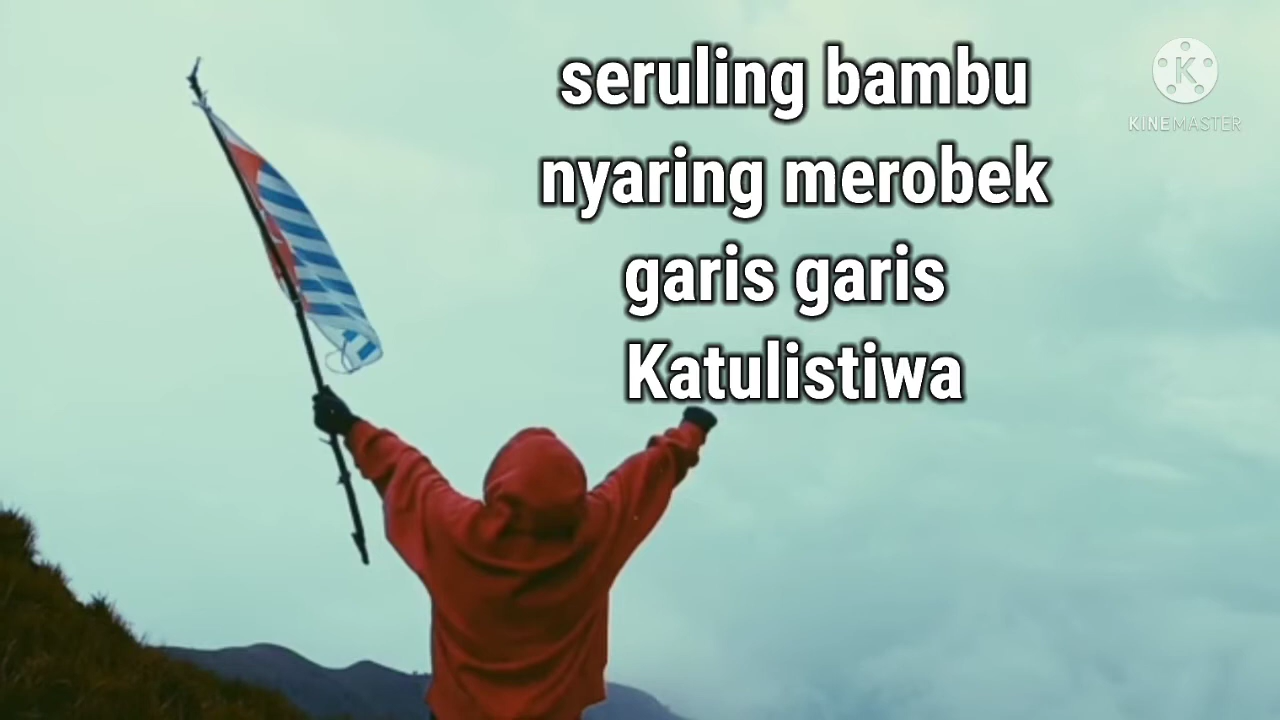 seruling bambu
nyaring merobek
garis garis
Katulistiwa
K
KINEMASTER